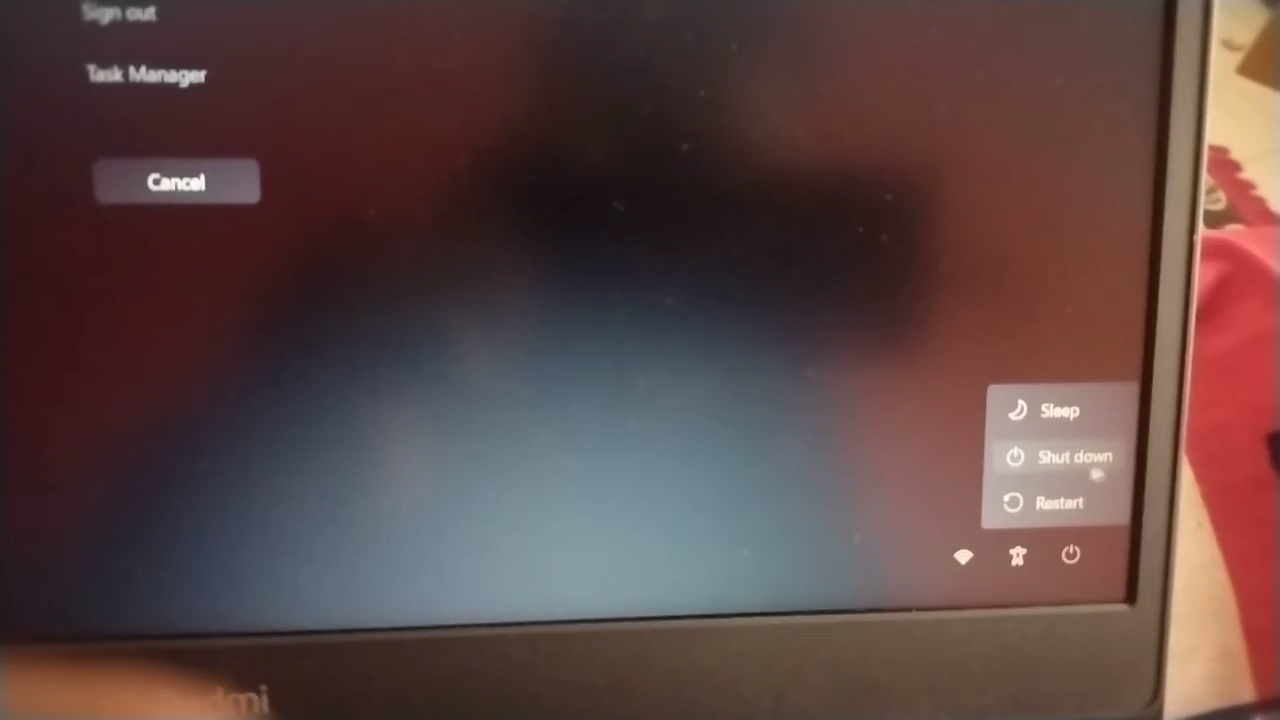 Sign out
Task Manager
Cancel
Sleep
Shut down
Restart